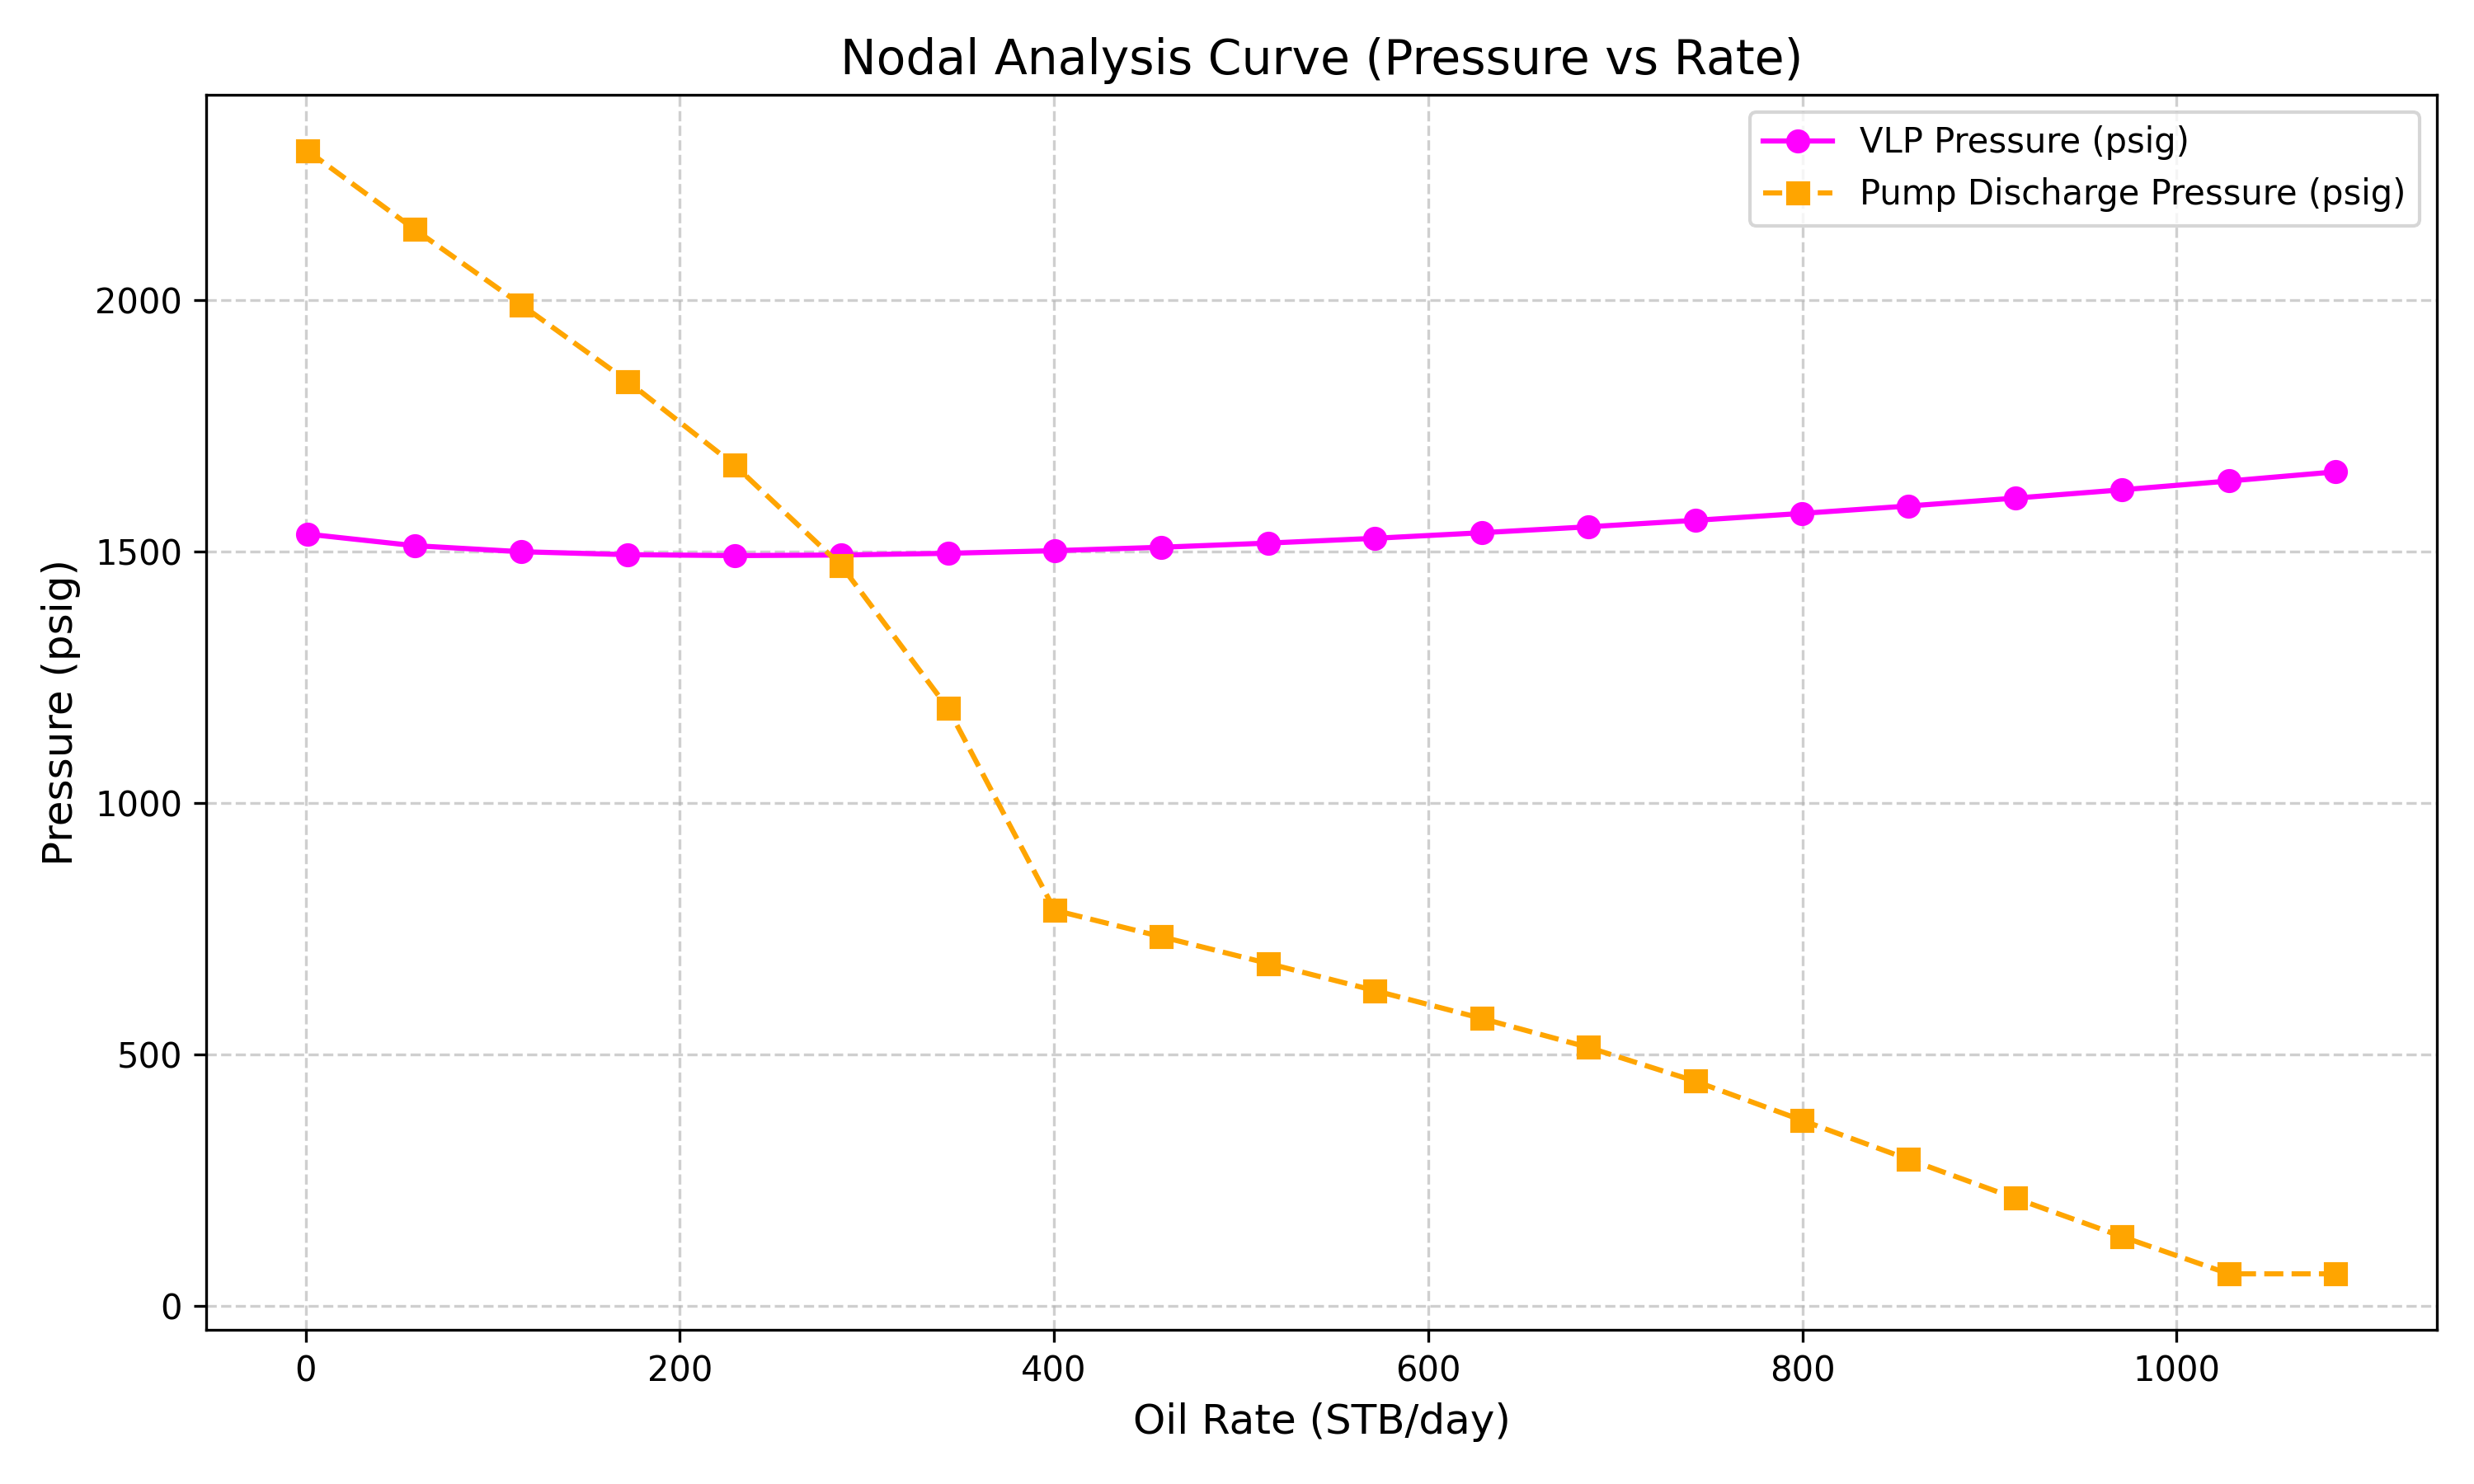 Nodal Analysis Curve (Pressure vs Rate)
VLP Pressure (psig)
Pump Discharge Pressure (psig)
Pressure (psig)
2000
1500
1000
500
0
0 200 400 600 800 1000
Oil Rate (STB/day)